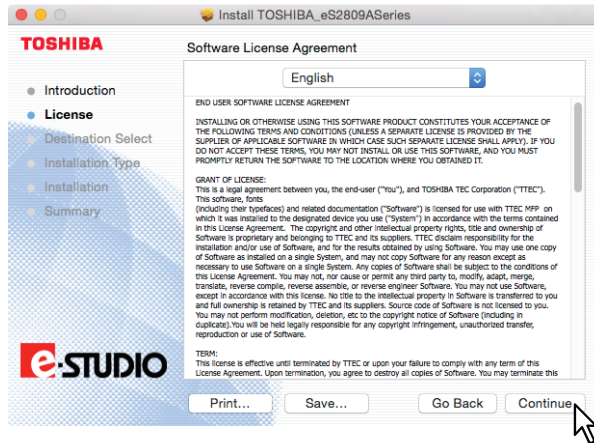 Install TOSHIBA_eS2809ASeries
TOSHIBA
Software License Agreement
English
Introduction
License
Destination Select
Installation Type
Installation
Summary
END USER SOFTWARE LICENSE AGREEMENT
INSTALLING OR OTHERWISE USING THIS SOFTWARE PRODUCT CONSTITUTES YOUR ACCEPTANCE OF
THE FOLLOWING TERMS AND CONDITIONS (UNLESS A SEPARATE LICENSE IS PROVIDED BY THE
SUPPLIER OF APPLICABLE SOFTWARE IN WHICH CASE SUCH SEPARATE LICENSE SHALL APPLY). IF YOU
DO NOT ACCEPT THESE TERMS, YOU MAY NOT INSTALL OR USE THIS SOFTWARE, AND YOU MUST
PROMPTLY RETURN THE SOFTWARE TO THE LOCATION WHERE YOU OBTAINED IT.
GRANT OF LICENSE:
This is a legal agreement between you, the end-user ("You"), and TOSHIBA TEC Corporation ("TTEC").
This software, fonts
(including their typefaces) and related documentation ("Software") is licensed for use with TTEC MFP on
which it was installed to the designated device you use ("System") in accordance with the terms contained
in this License Agreement. The copyright and other intellectual property rights, title and ownership of
Software is proprietary and belonging to TTEC and its suppliers. TTEC disclaim responsibility for the
installation and/or use of Software, and for the results obtained by using Software. You may use one copy
of Software as installed on a single System, and may not copy Software for any reason except as
necessary to use Software on a single System. Any copies of Software shall be subject to the conditions of
this License Agreement. You may not, nor cause or permit any third party to, modify, adapt, merge,
translate, reverse compile, reverse assemble, or reverse engineer Software. You may not use Software,
except in accordance with this license. No title to the intellectual property in Software is transferred to you
and full ownership is retained by TTEC and its suppliers. Source code of Software is not licensed to you.
You may not perform modification, deletion, etc to the copyright notice of Software (including in
duplicate).You will be held legally responsible for any copyright infringement, unauthorized transfer,
reproduction or use of Software.
TERM:
This license is effective until terminated by TTEC or upon your failure to comply with any term of this
License Agreement. Upon termination, you agree to destroy all copies of Software. You may terminate this
e-STUDIO
Print...
Save...
Go Back
Continue